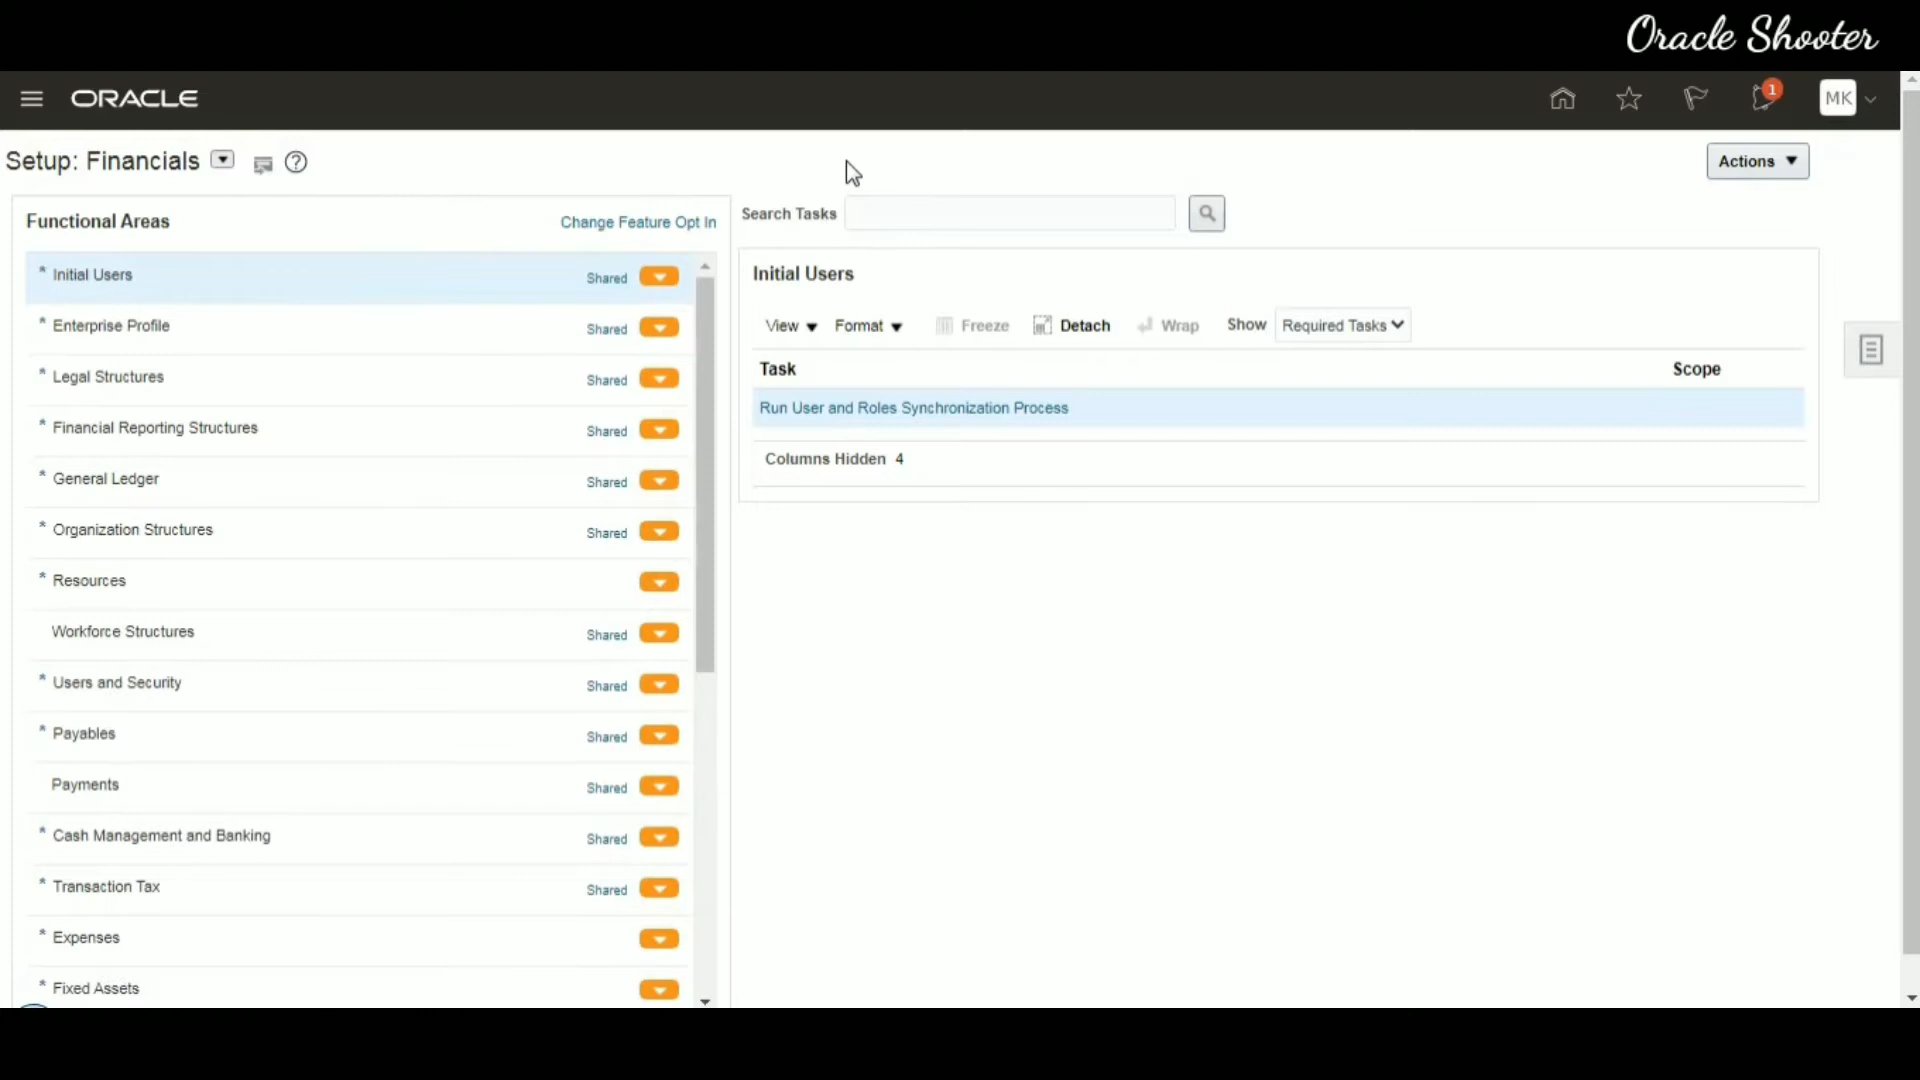 Oracle Shooter
ORACLE
1
MK
Setup: Financials
Actions
Functional Areas
Change Feature Opt In
* Initial Users Shared
* Enterprise Profile Shared
* Legal Structures Shared
* Financial Reporting Structures Shared
* General Ledger Shared
* Organization Structures Shared
* Resources
Workforce Structures Shared
* Users and Security Shared
* Payables Shared
Payments Shared
* Cash Management and Banking Shared
* Transaction Tax Shared
* Expenses
* Fixed Assets
Search Tasks
Initial Users
View Format Freeze Detach Wrap Show Required Tasks
Task Scope
Run User and Roles Synchronization Process
Columns Hidden 4